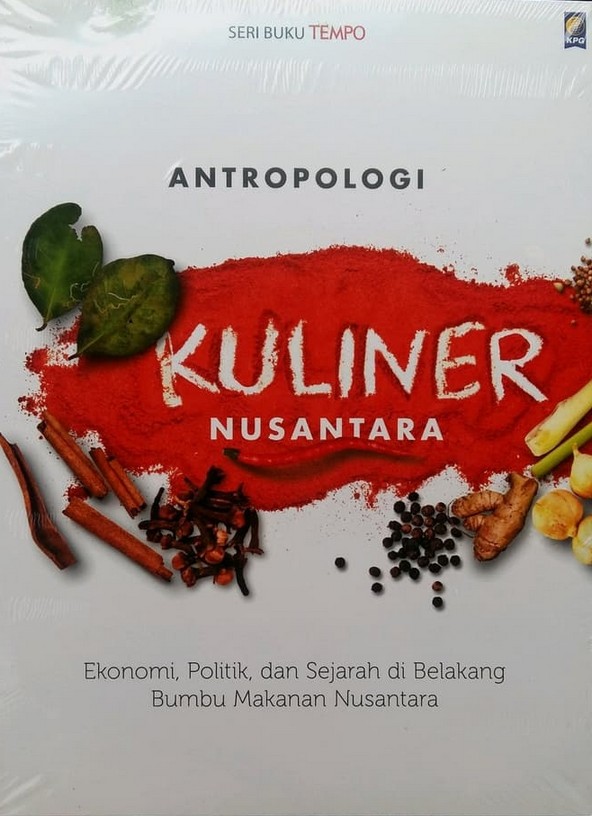 SERI BUKU TEMPO
KPG
ANTROPOLOGI
KULINER
NUSANTARA
Ekonomi, Politik, dan Sejarah di Belakang
Bumbu Makanan Nusantara